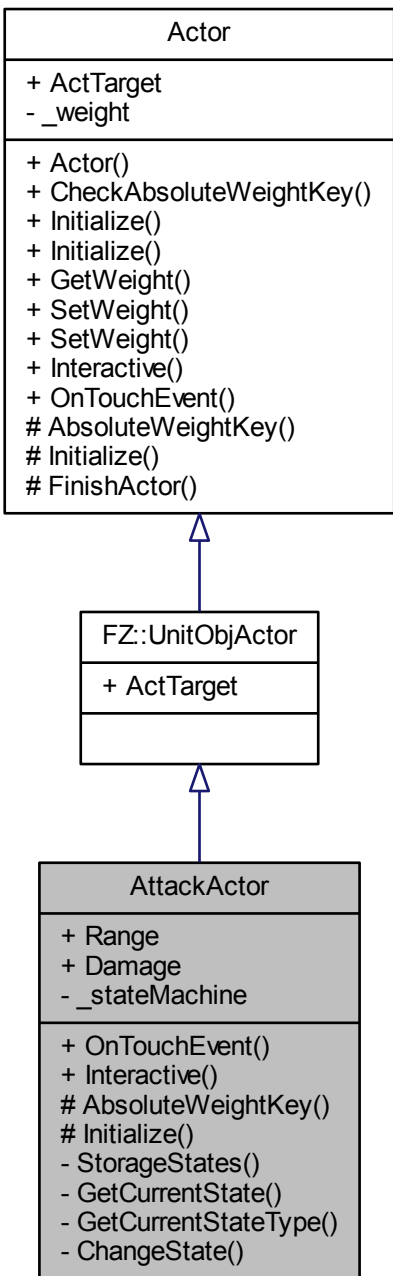 Actor
+ ActTarget
- _weight
+ Actor()
+ CheckAbsoluteWeightKey()
+ Initialize()
+ Initialize()
+ GetWeight()
+ SetWeight()
+ SetWeight()
+ Interactive()
+ OnTouchEvent()
# AbsoluteWeightKey()
# Initialize()
# FinishActor()
FZ::UnitObjActor
+ ActTarget
AttackActor
+ Range
+ Damage
- _stateMachine
+ OnTouchEvent()
+ Interactive()
# AbsoluteWeightKey()
# Initialize()
- StorageStates()
- GetCurrentState()
- GetCurrentStateType()
- ChangeState()